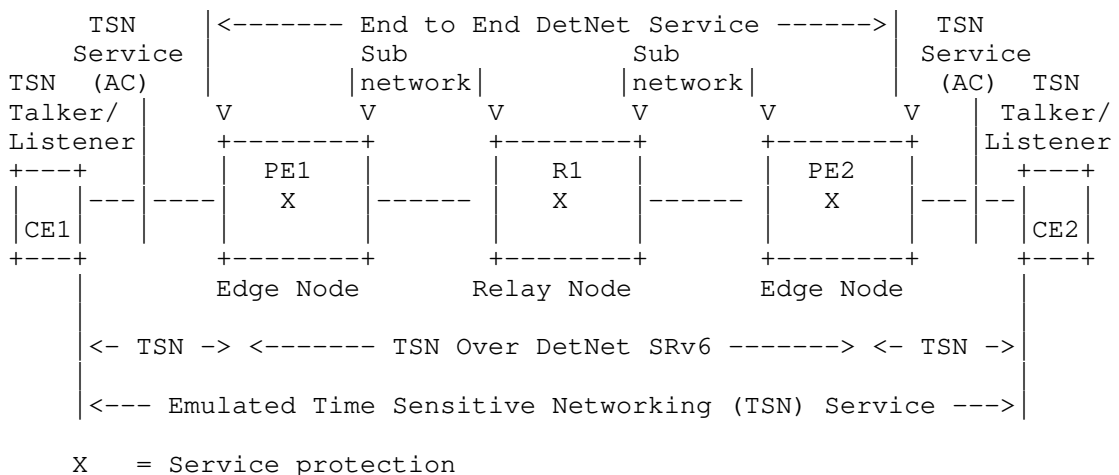 TSN |<------- End to End DetNet Service ------>| TSN
Service | Sub Sub | Service
TSN (AC) | |network| |network| | (AC) TSN
Talker/ | V V V V V V | Talker/
Listener| +--------+ +--------+ +--------+ |Listener
+---+ | | PE1 | | R1 | | PE2 | | +---+
| |---|----| X |------ | X |------ | X |---|--| |
|CE1| | | | | | | | | |CE2|
+---+ +--------+ +--------+ +--------+ +---+
| Edge Node Relay Node Edge Node |
| |
|<- TSN -> <------- TSN Over DetNet SRv6 -------> <- TSN ->|
| |
|<--- Emulated Time Sensitive Networking (TSN) Service --->|
X = Service protection